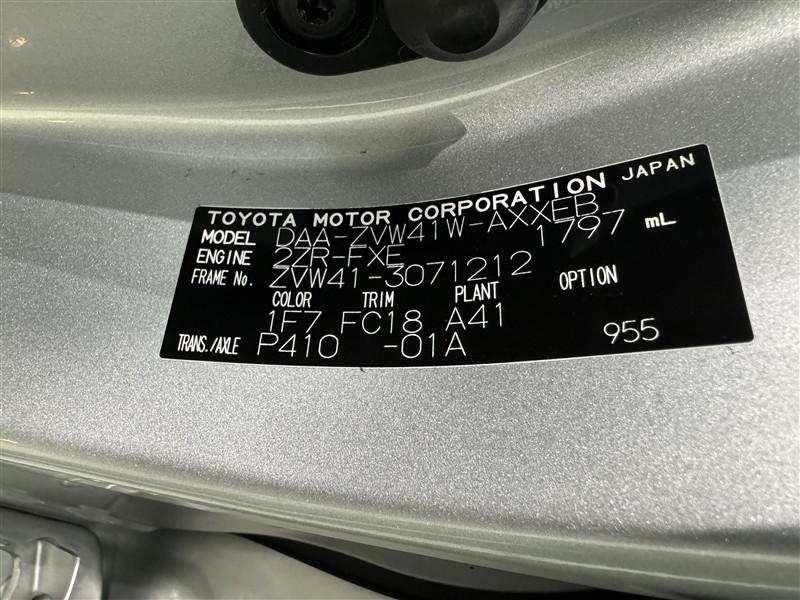 TOYOTA MOTOR CORPORATION JAPAN
MODEL DAA-ZVW41W-AXXEB
ENGINE 2ZR-FXE 1797 mL
FRAME No. ZVW41-3071212
COLOR TRIM PLANT OPTION
1F7 FC18 A41
TRANS./AXLE P410 -01A 955